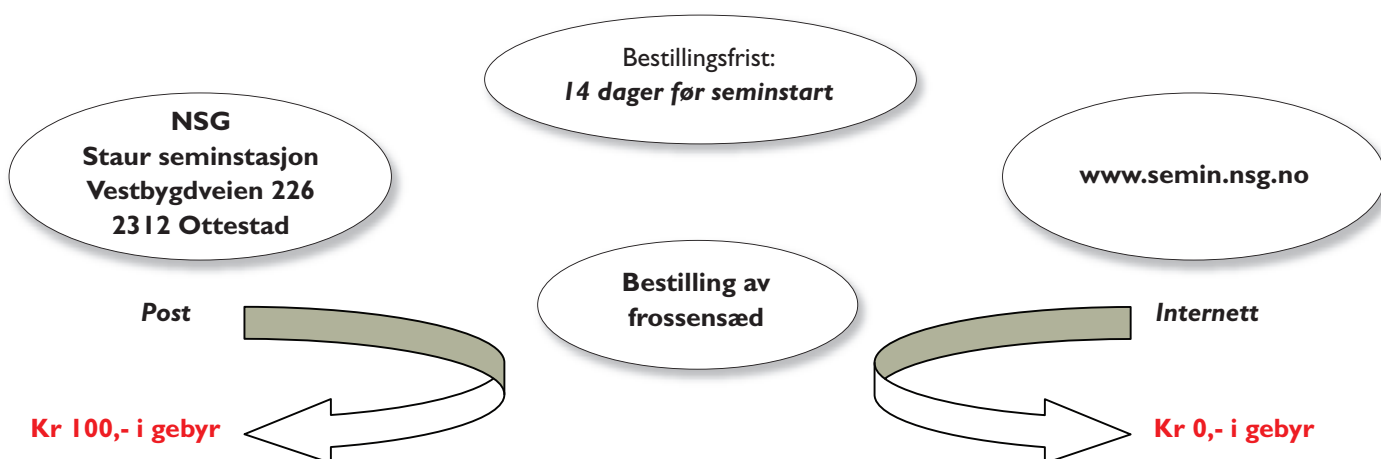 Bestillingsfrist:
14 dager før seminstart
NSG
Staur seminstasjon
Vestbygdveien 226
2312 Ottestad
www.semin.nsg.no
Bestilling av
frossensæd
Post
Internett
Kr 100,- i gebyr
Kr 0,- i gebyr